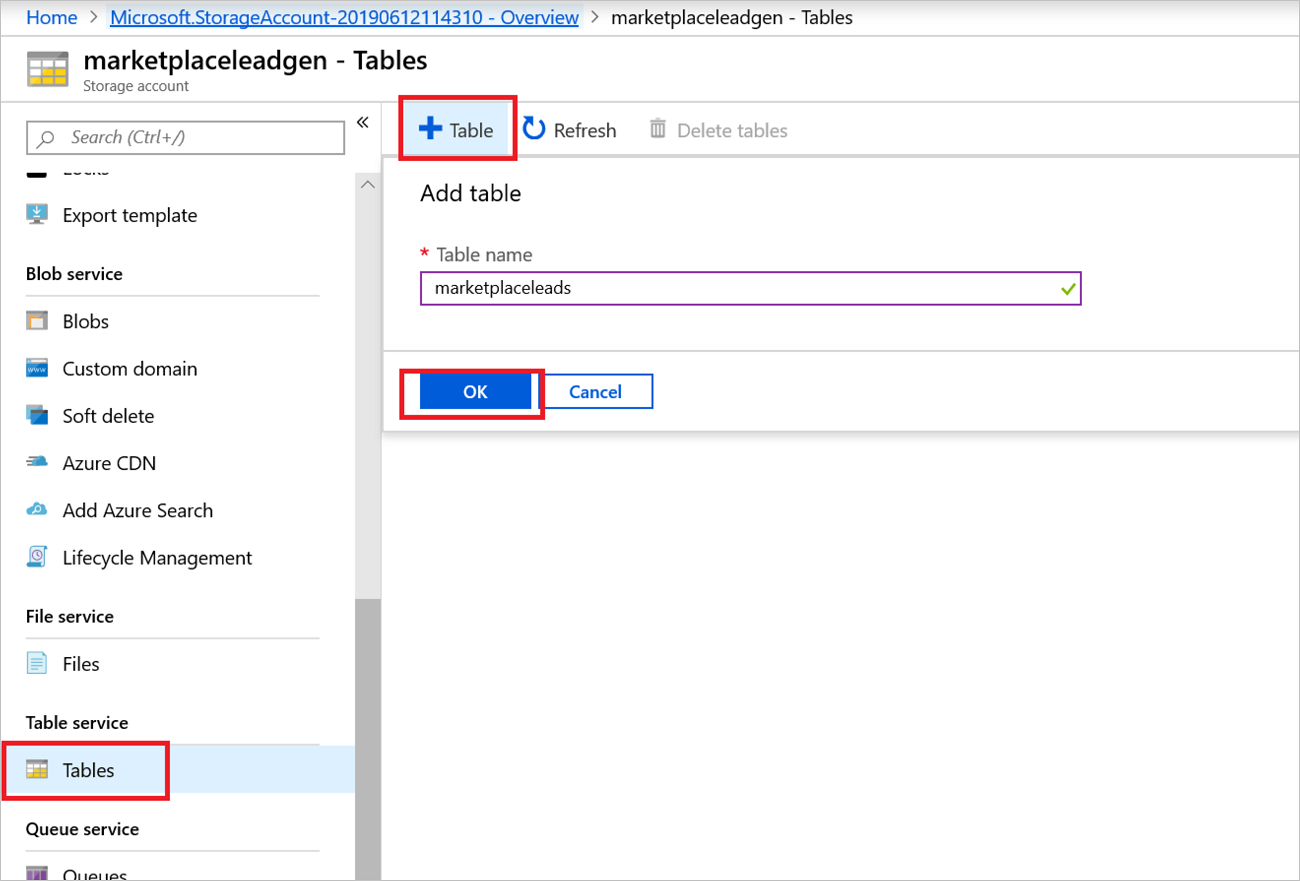 Home > Microsoft.StorageAccount-20190612114310 - Overview > marketplaceleadgen - Tables
marketplaceleadgen - Tables
Storage account
Search (Ctrl+/)
«
Locks
Export template
Blob service
Blobs
www
Custom domain
Soft delete
Azure CDN
Add Azure Search
Lifecycle Management
File service
Files
Table service
Tables
Queue service
Queues
+ Table
Refresh
Delete tables
Add table
* Table name
marketplaceleads
OK
Cancel